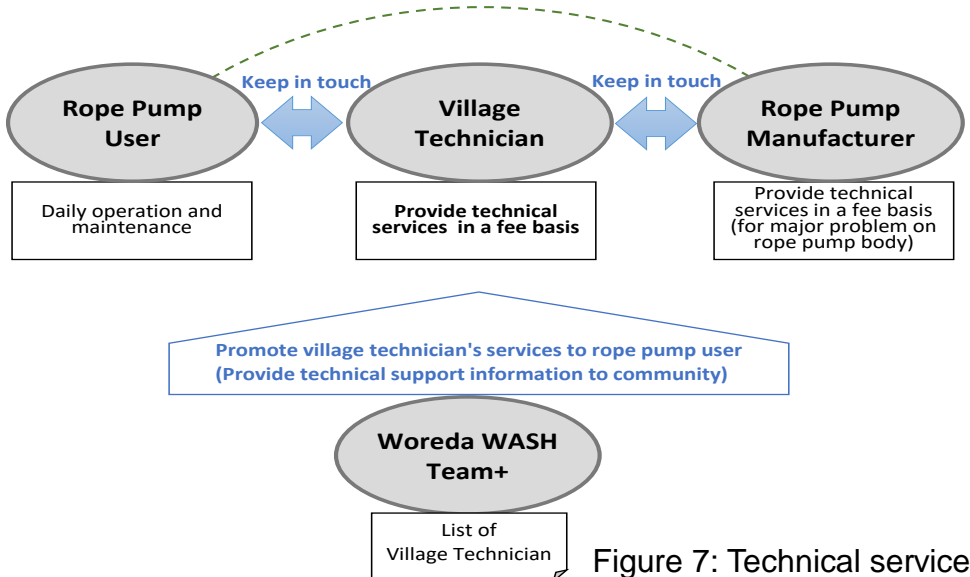 Keep in touch
Keep in touch
Rope Pump
User
Village
Technician
Rope Pump
Manufacturer
Daily operation and
maintenance
Provide technical
services in a fee basis
Provide technical
services in a fee basis
(for major problem on
rope pump body)
Promote village technician's services to rope pump user
(Provide technical support information to community)
Woreda WASH
Team+
List of
Village Technician
Figure 7: Technical service